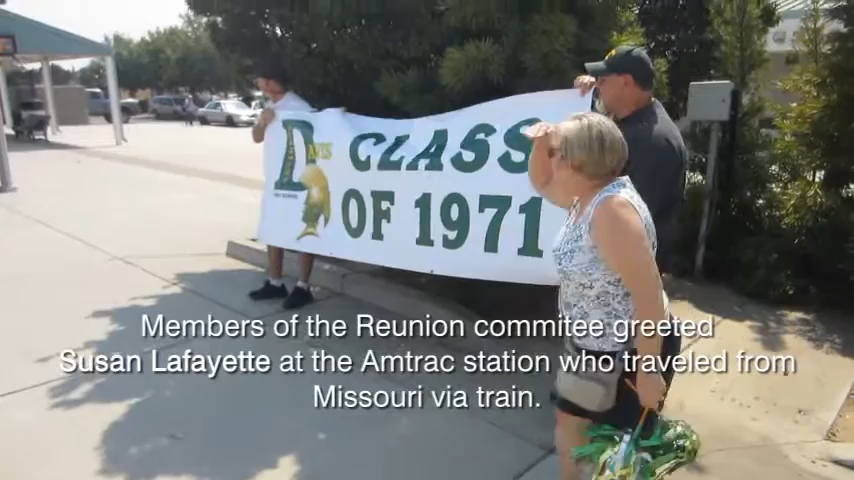 CLASS
AVIS
OF 1971
Members of the Reunion commitee greeted
Susan Lafayette at the Amtrac station who traveled from
Missouri via train.